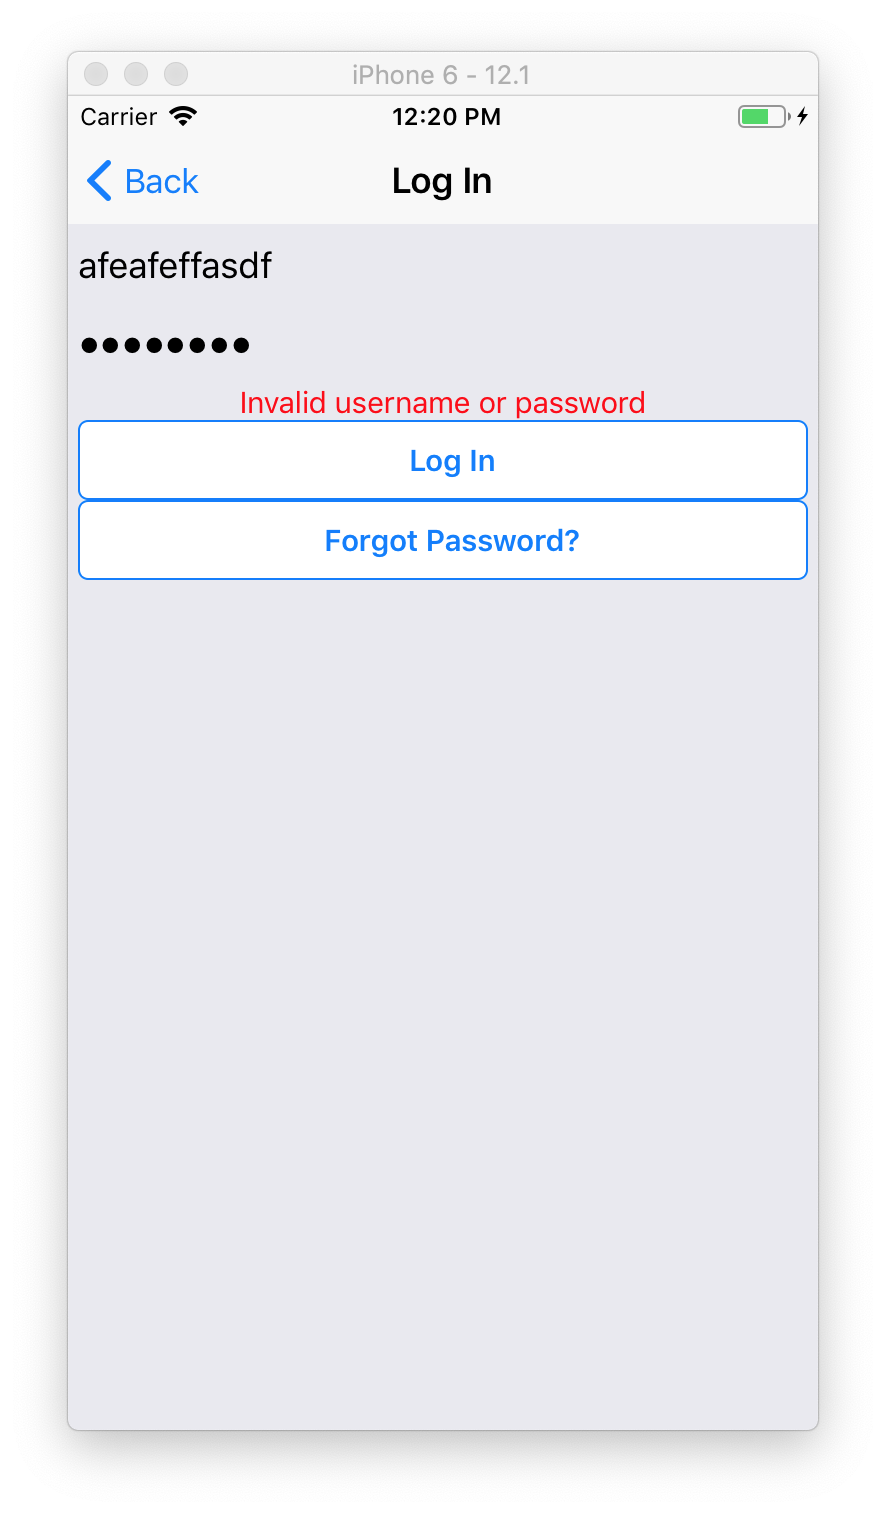 iPhone 6 - 12.1
Carrier 12:20 PM
Back Log In
afeafeffasdf
••••••••
Invalid username or password
Log In
Forgot Password?